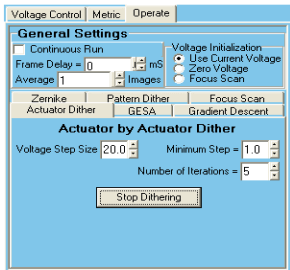 Voltage Control Metric Operate
General Settings
Continuous Run
Frame Delay = 0 mS
Average 1 Images
Voltage Initialization
Use Current Voltage
Zero Voltage
Focus Scan
Zernike Pattern Dither Focus Scan
Actuator Dither GESA Gradient Descent
Actuator by Actuator Dither
Voltage Step Size 20.0 Minimum Step = 1.0
Number of Iterations = 5
Stop Dithering